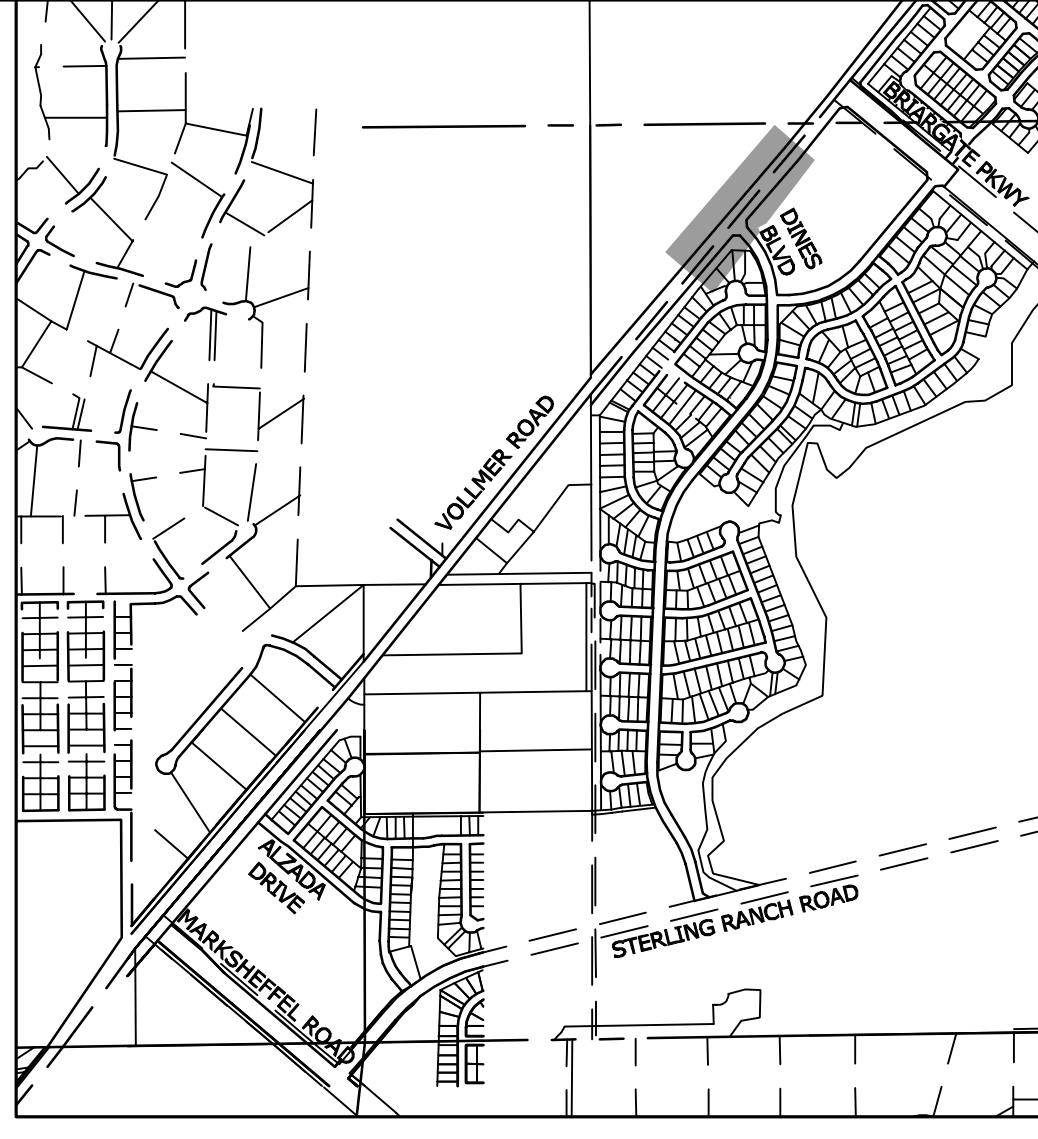 BRIARGATE PKWY
DINES
BLVD
VOLLMER ROAD
ALZADA
DRIVE
MARKSHEFFEL ROAD
STERLING RANCH ROAD